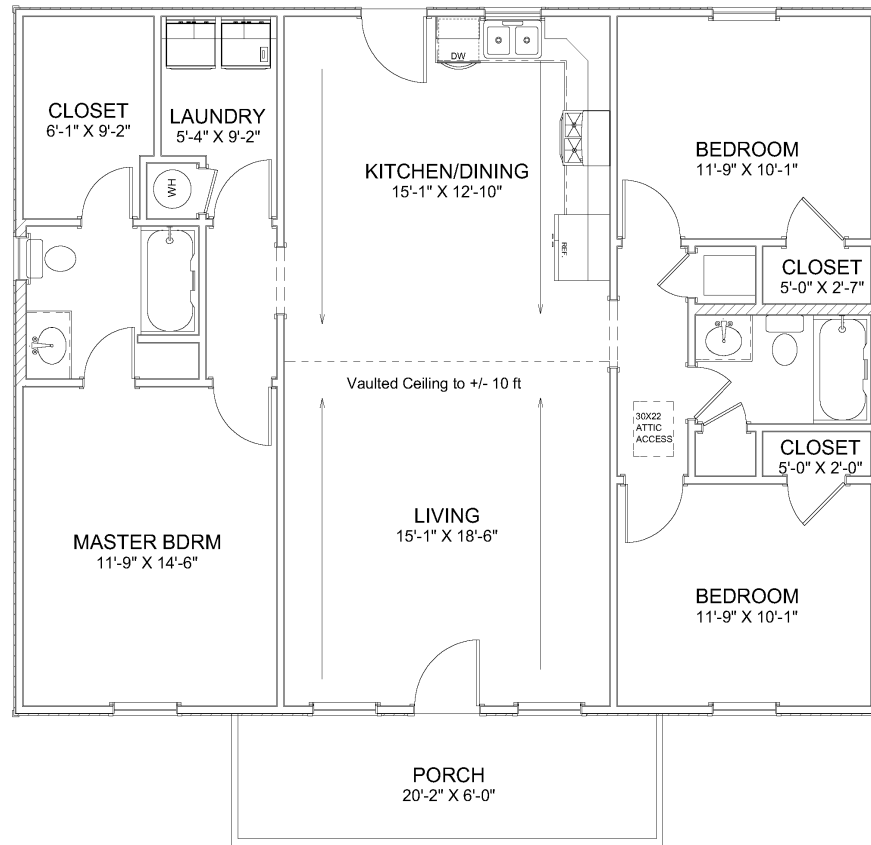 DW
CLOSET
6'-1" X 9'-2"
LAUNDRY
5'-4" X 9'-2"
WH
KITCHEN/DINING
15'-1" X 12'-10"
BEDROOM
11'-9" X 10'-1"
REF.
CLOSET
5'-0" X 2'-7"
Vaulted Ceiling to +/- 10 ft
30X22
ATTIC
ACCESS
CLOSET
5'-0" X 2'-0"
MASTER BDRM
11'-9" X 14'-6"
LIVING
15'-1" X 18'-6"
BEDROOM
11'-9" X 10'-1"
PORCH
20'-2" X 6'-0"